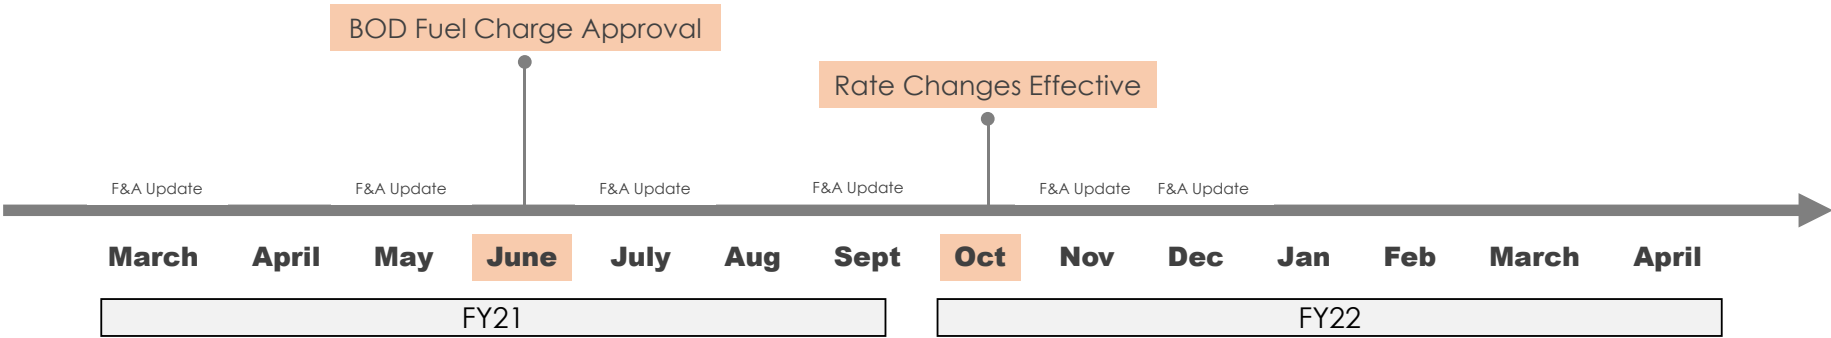 BOD Fuel Charge Approval
Rate Changes Effective
F&A Update F&A Update F&A Update F&A Update F&A Update F&A Update
March April May June July Aug Sept Oct Nov Dec Jan Feb March April
FY21 FY22